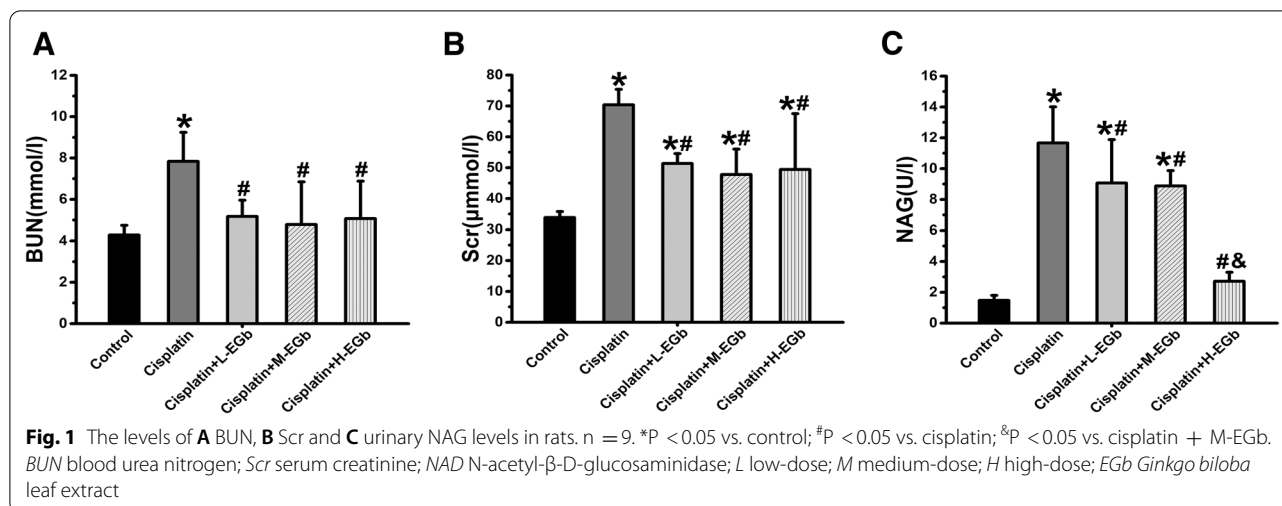 A
BUN(mmol/l)
12
10
8
6
4
2
0
*
#
#
#
Control
Cisplatin
Cisplatin+L-EGb
Cisplatin+M-EGb
Cisplatin+H-EGb
B
Scr(μmol/l)
80
70
60
50
40
30
20
10
0
*
*#
*#
*#
Control
Cisplatin
Cisplatin+L-EGb
Cisplatin+M-EGb
Cisplatin+H-EGb
C
NAG(U/l)
16
14
12
10
8
6
4
2
0
*
*#
*#
#&
Control
Cisplatin
Cisplatin+L-EGb
Cisplatin+M-EGb
Cisplatin+H-EGb
Fig. 1 The levels of A BUN, B Scr and C urinary NAG levels in rats. n = 9. *P < 0.05 vs. control; #P < 0.05 vs. cisplatin; &P < 0.05 vs. cisplatin + M-EGb.
BUN blood urea nitrogen; Scr serum creatinine; NAD N-acetyl-β-D-glucosaminidase; L low-dose; M medium-dose; H high-dose; EGb Ginkgo biloba
leaf extract